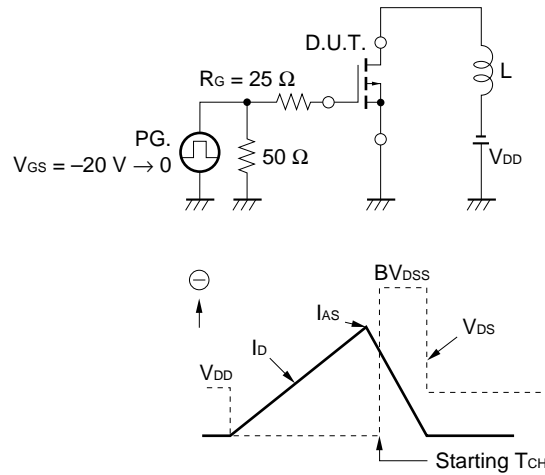 D.U.T.
RG = 25 Ω
L
PG.
VGS = –20 V → 0
50 Ω
VDD
BVDSS
–
IAS
VDS
ID
VDD
Starting TCH